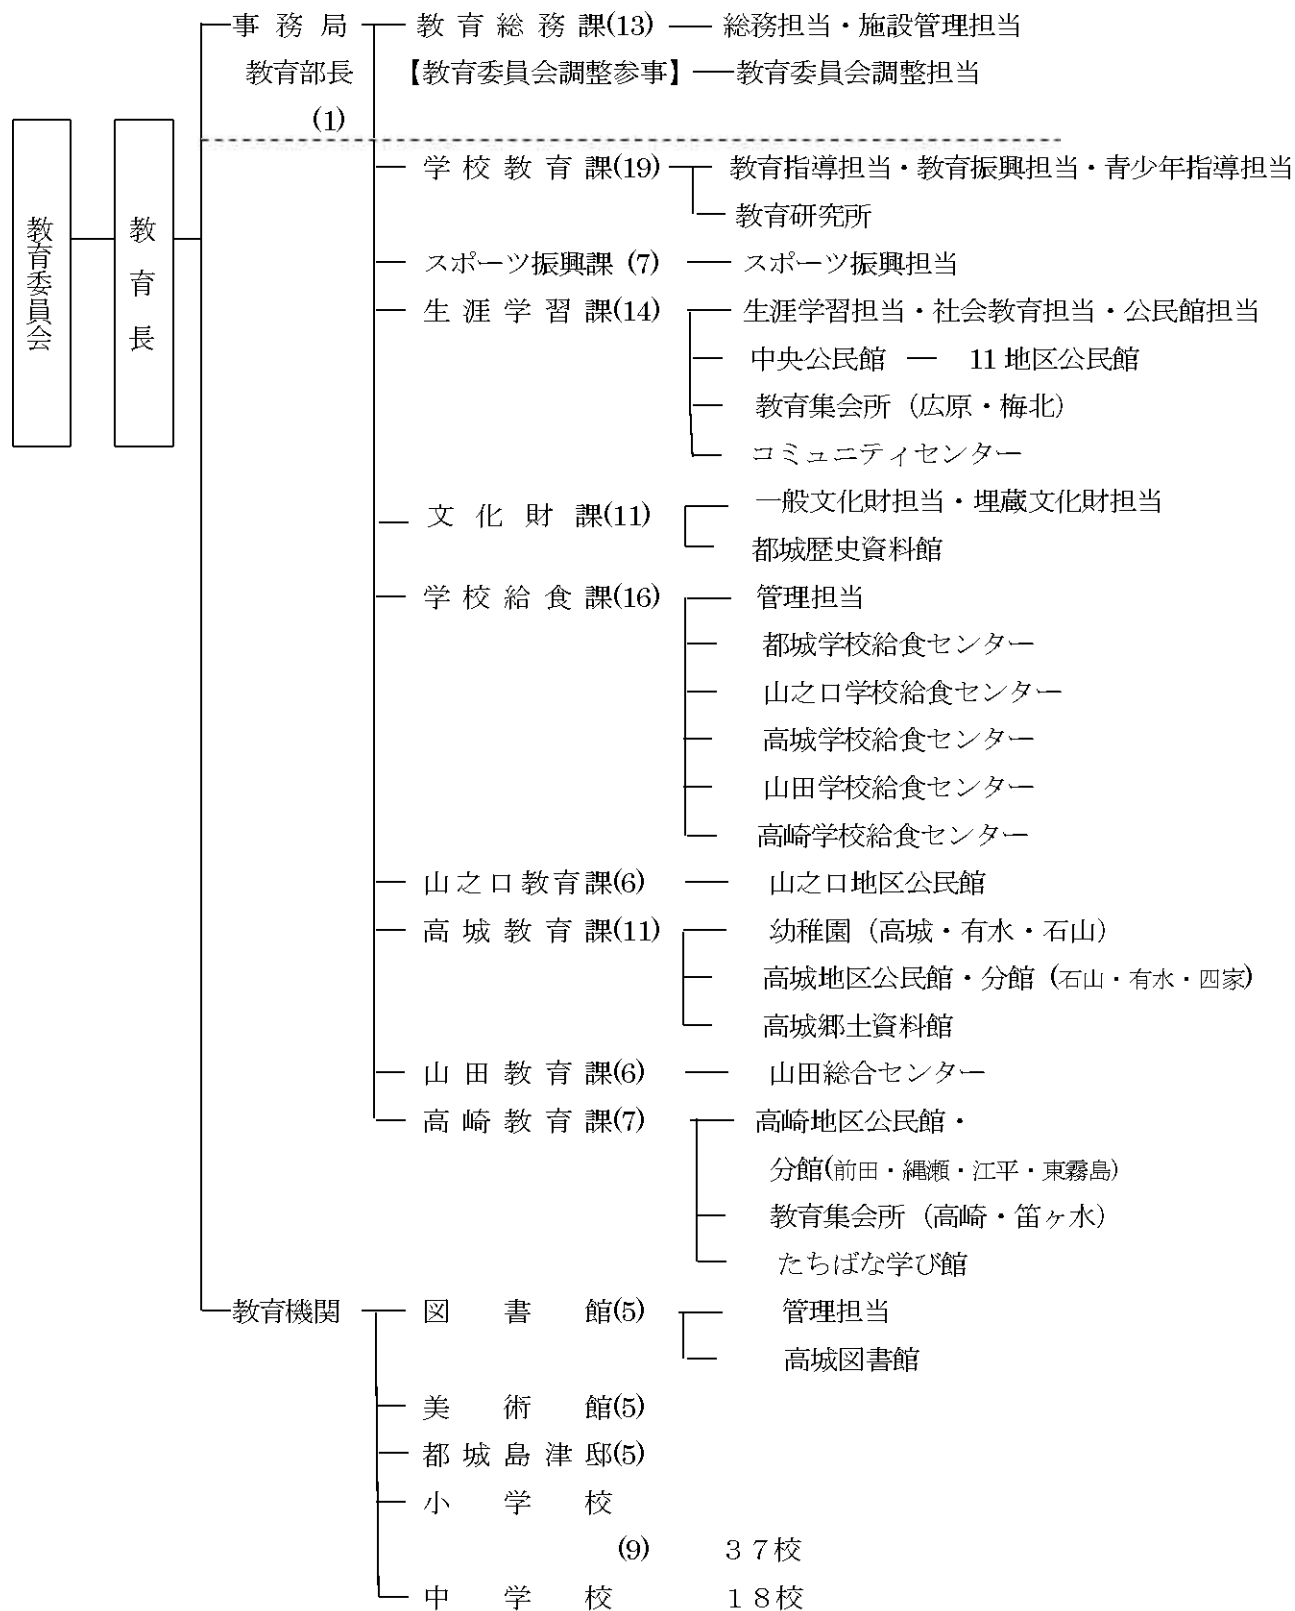 教育委員会
教育長
事務局
教育総務課(13)
総務担当・施設管理担当
教育部長
【教育委員会調整参事】
教育委員会調整担当
(1)
学校教育課(19)
教育指導担当・教育振興担当・青少年指導担当
教育研究所
スポーツ振興課 (7)
スポーツ振興担当
生涯学習課(14)
生涯学習担当・社会教育担当・公民館担当
中央公民館 ― 11地区公民館
教育集会所（広原・梅北）
コミュニティセンター
文化財課(11)
一般文化財担当・埋蔵文化財担当
都城歴史資料館
学校給食課(16)
管理担当
都城学校給食センター
山之口学校給食センター
高城学校給食センター
山田学校給食センター
高崎学校給食センター
山之口教育課(6)
山之口地区公民館
高城教育課(11)
幼稚園（高城・有水・石山）
高城地区公民館・分館（石山・有水・四家）
高城郷土資料館
山田教育課(6)
山田総合センター
高崎教育課(7)
高崎地区公民館・
分館(前田・縄瀬・江平・東霧島)
教育集会所（高崎・笛ヶ水）
たちばな学び館
教育機関
図書館(5)
管理担当
高城図書館
美術館(5)
都城島津邸(5)
小学校
(9) ３７校
中学校 １８校